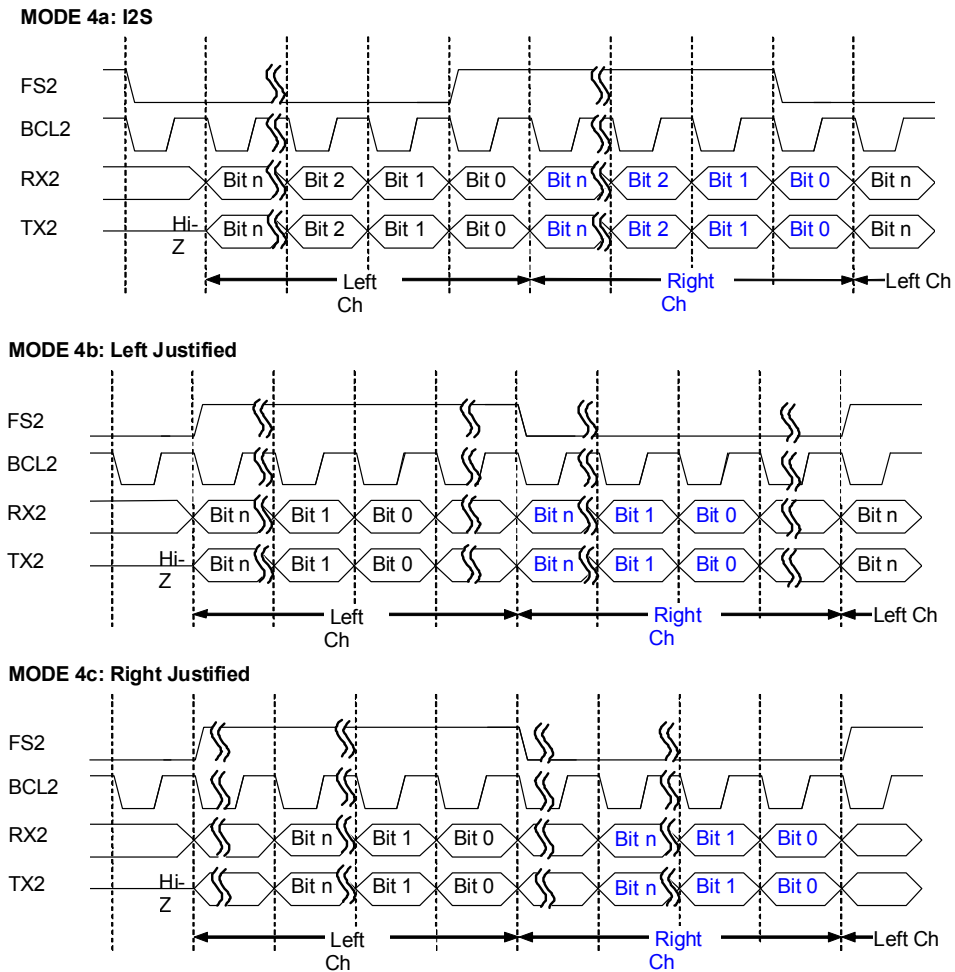 MODE 4a: I2S
FS2
BCL2
RX2 Bit n Bit 2 Bit 1 Bit 0 Bit n Bit 2 Bit 1 Bit 0 Bit n
TX2 Hi-Z Bit n Bit 2 Bit 1 Bit 0 Bit n Bit 2 Bit 1 Bit 0 Bit n
Left Ch Right Ch Left Ch
MODE 4b: Left Justified
FS2
BCL2
RX2 Bit n Bit 1 Bit 0 Bit n Bit 1 Bit 0 Bit n
TX2 Hi-Z Bit n Bit 1 Bit 0 Bit n Bit 1 Bit 0 Bit n
Left Ch Right Ch Left Ch
MODE 4c: Right Justified
FS2
BCL2
RX2 Bit n Bit 1 Bit 0 Bit n Bit 1 Bit 0
TX2 Hi-Z Bit n Bit 1 Bit 0 Bit n Bit 1 Bit 0
Left Ch Right Ch Left Ch